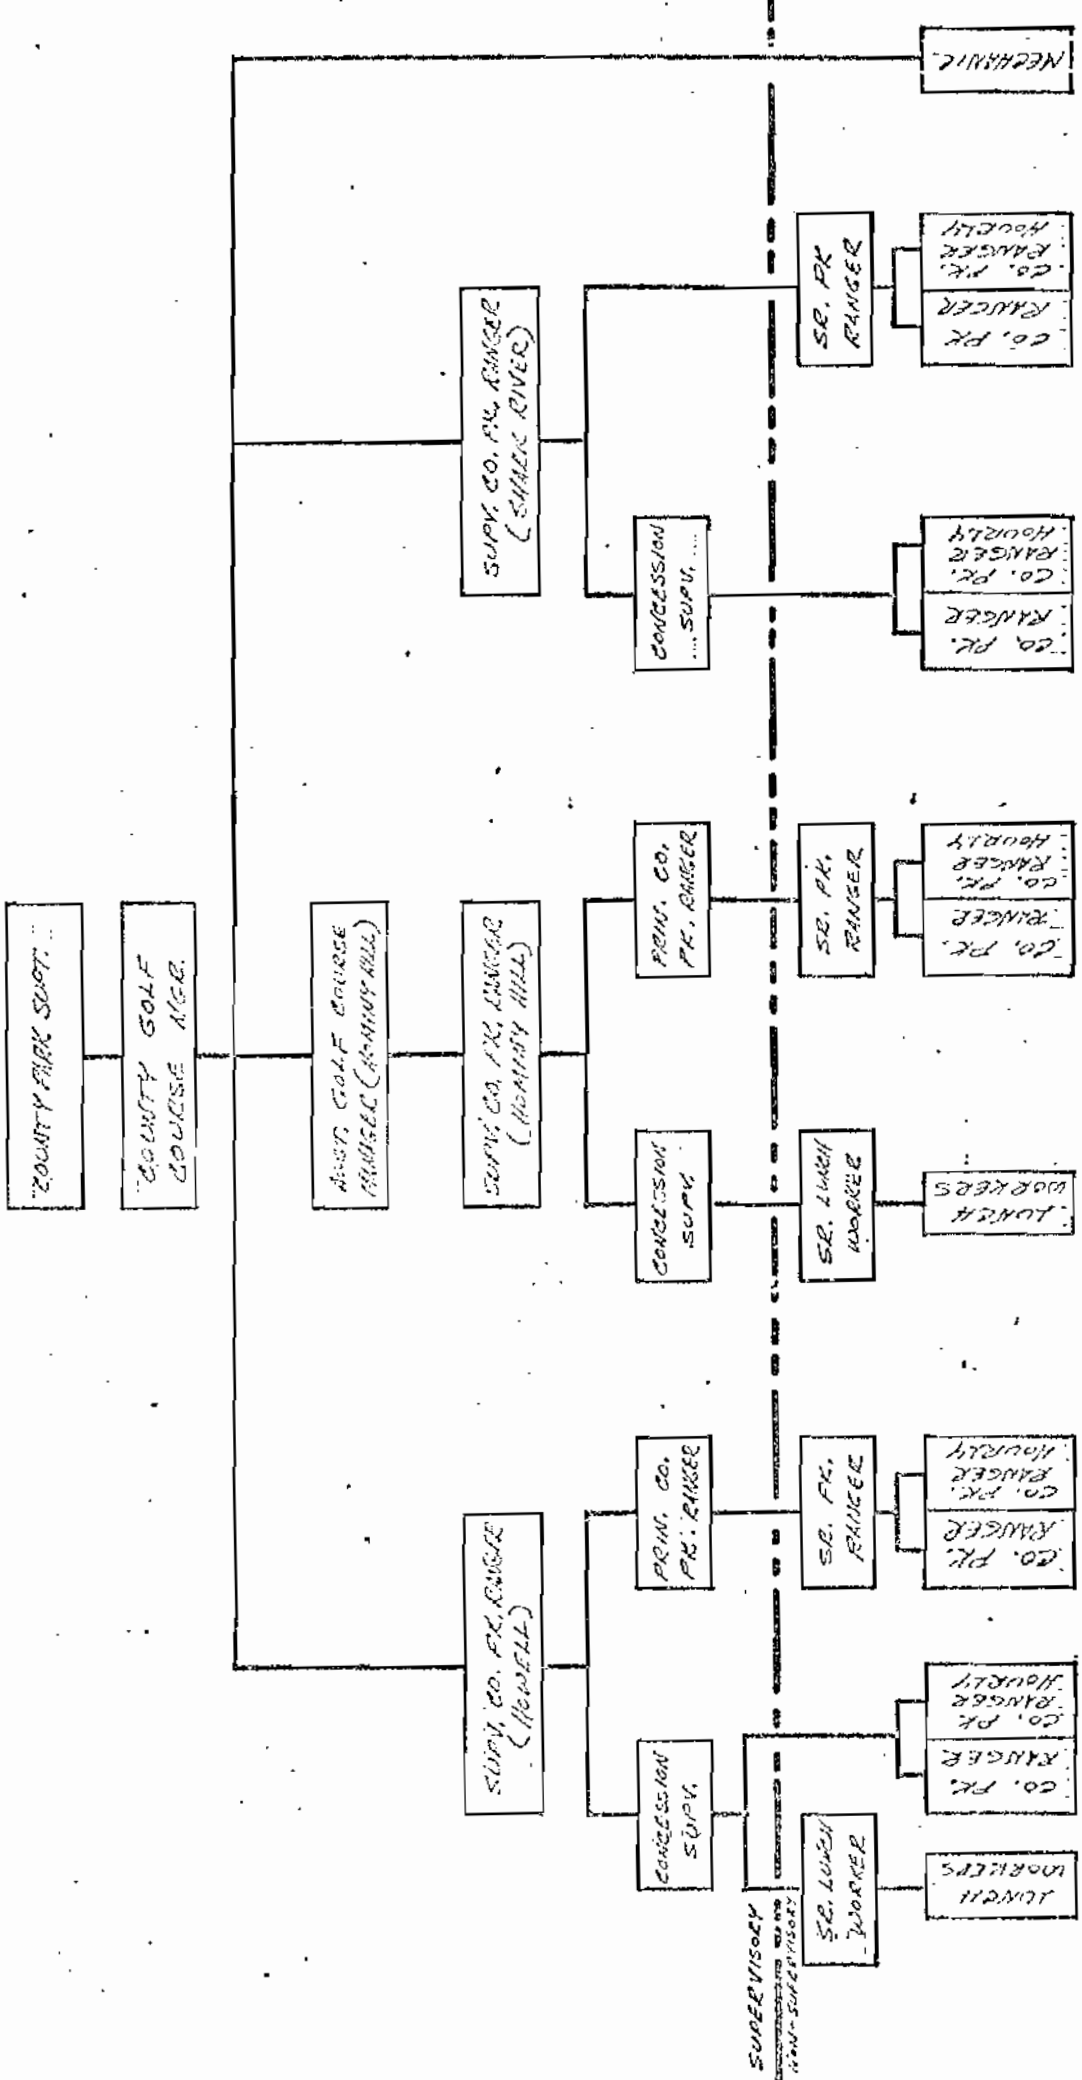 COUNTY PARK SUPT.
COUNTY GOLF
COURSE MGR.
ASST. GOLF COURSE
MANAGER (HOMINY HILL)
SUPV. CO. PK. RANGER
(HOWELL)
SUPV. CO. PK. RANGER
(HOMINY HILL)
SUPV. CO. PK. RANGER
(SHARK RIVER)
CONCESSION
SUPV.
PRIN. CO.
PK. RANGER
CONCESSION
SUPV.
PRIN. CO.
PK. RANGER
CONCESSION
SUPV.
SUPERVISORY
NON-SUPERVISORY
SR. LUNCH
WORKER
SR. PK.
RANGER
SR. LUNCH
WORKER
SR. PK.
RANGER
SR. PK
RANGER
LUNCH
WORKERS
CO. PK.
RANGER
CO. PK.
RANGER
HOURLY
CO. PK.
RANGER
CO. PK.
RANGER
HOURLY
LUNCH
WORKERS
CO. PK.
RANGER
CO. PK.
RANGER
HOURLY
CO. PK.
RANGER
CO. PK.
RANGER
HOURLY
CO. PK
RANGER
CO. PK.
RANGER
HOURLY
MECHANIC